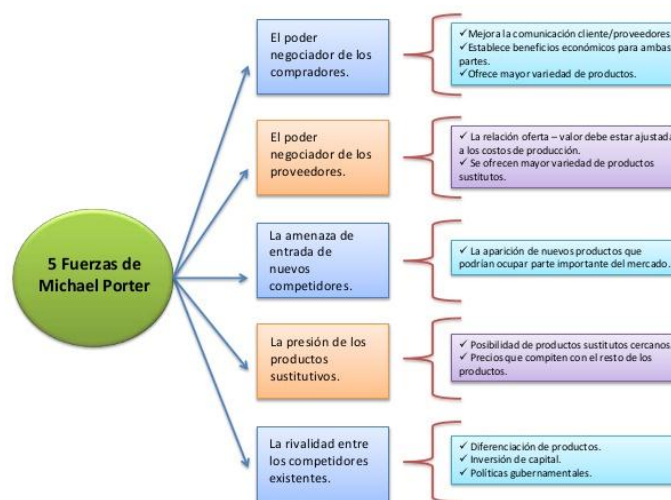 El poder
negociador de los
compradores.
✓Mejora la comunicación cliente/proveedores.
✓Establece beneficios económicos para ambas
partes.
✓Ofrece mayor variedad de productos.
El poder
negociador de los
proveedores.
✓ La relación oferta – valor debe estar ajustada
a los costos de producción.
✓ Se ofrecen mayor variedad de productos
sustitutos.
5 Fuerzas de
Michael Porter
La amenaza de
entrada de
nuevos
competidores.
✓ La aparición de nuevos productos que
podrían ocupar parte importante del mercado.
La presión de los
productos
sustitutivos.
✓ Posibilidad de productos sustitutos cercanos.
✓ Precios que compiten con el resto de los
productos.
La rivalidad entre
los competidores
existentes.
✓ Diferenciación de productos.
✓ Inversión de capital.
✓ Políticas gubernamentales.